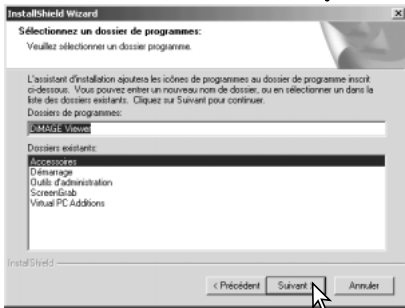 InstallShield Wizard
Sélectionnez un dossier de programmes:
Veuillez sélectionner un dossier programme.
L'assistant d'installation ajoutera les icônes de programmes au dossier de programme inscrit
ci-dessous. Vous pouvez entrer un nouveau nom de dossier, ou en sélectionner un dans la
liste des dossiers existants. Cliquez sur Suivant pour continuer.
Dossiers de programmes:
DiMAGE Viewer
Dossiers existants:
Accessoires
Démarrage
Outils d'administration
ScreenGrab
Virtual PC Additions
InstallShield
< Précédent
Suivant >
Annuler